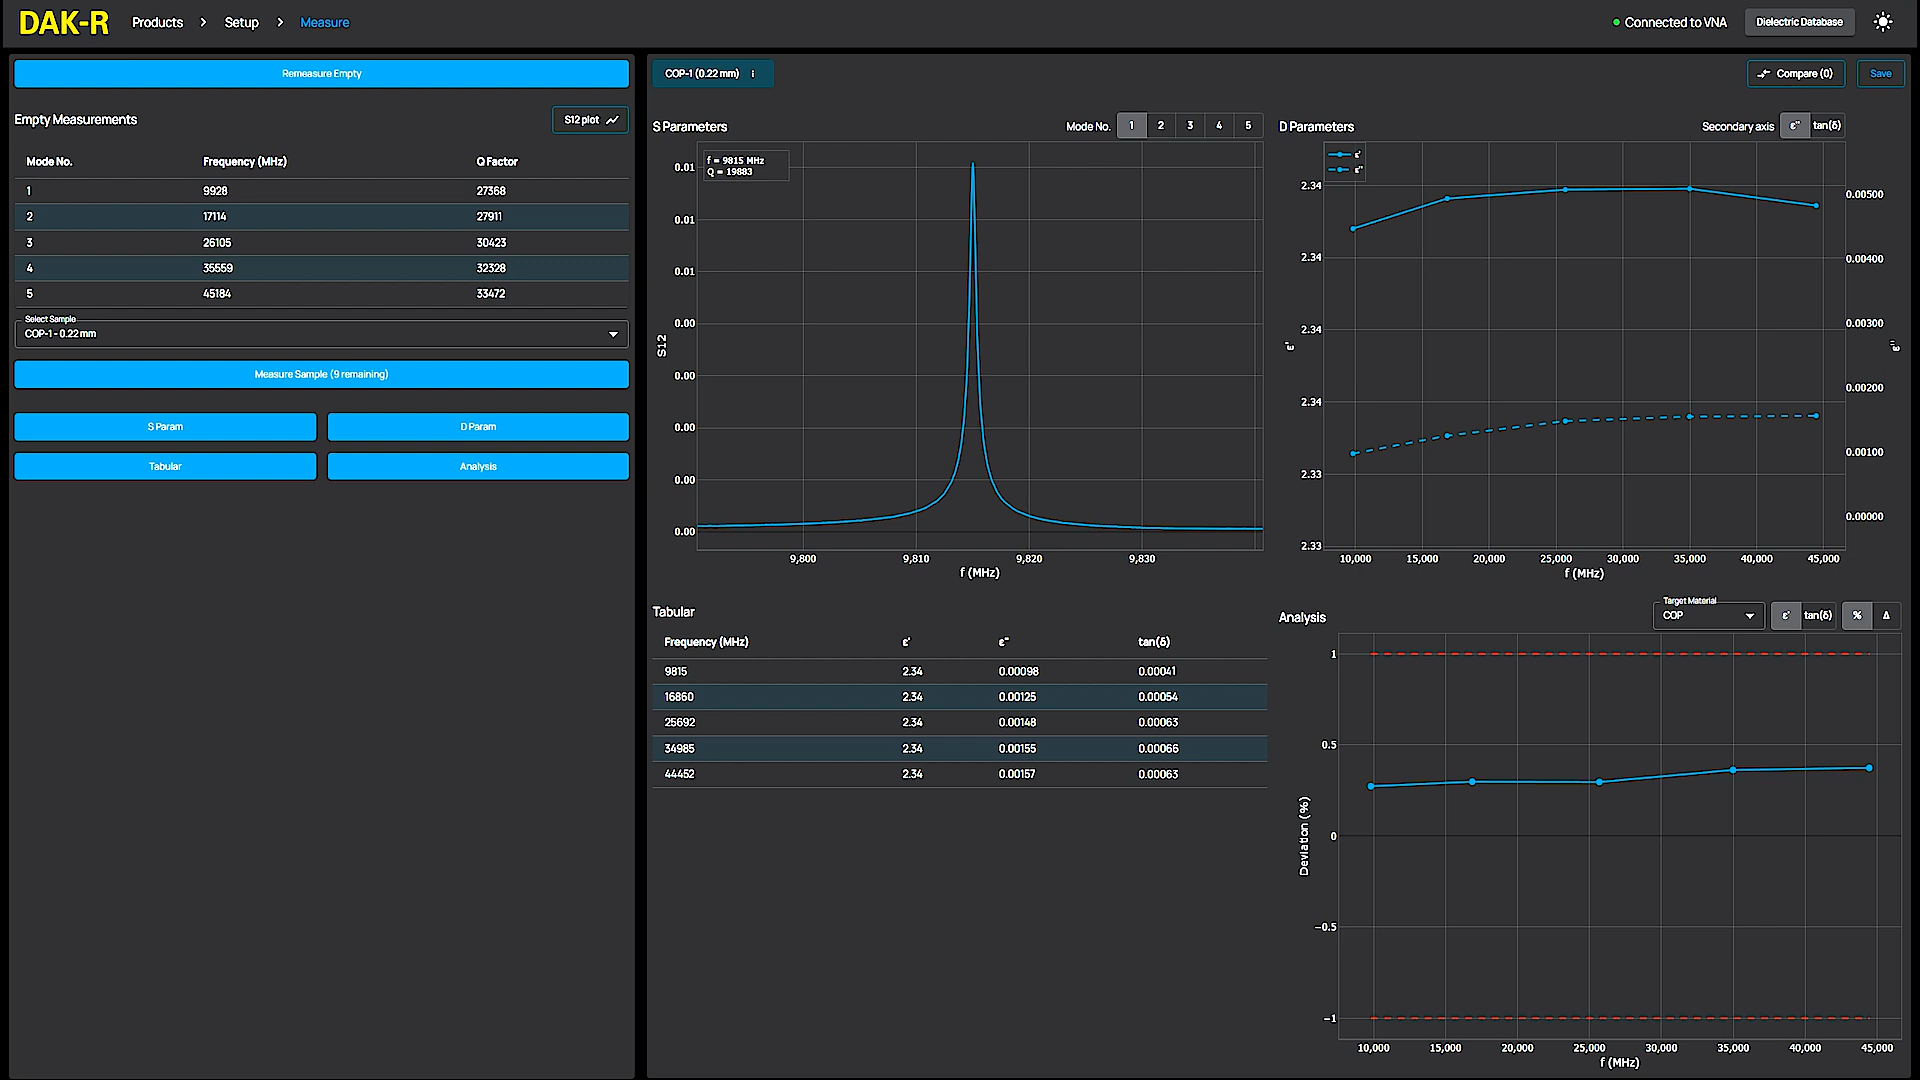 DAK-R Products > Setup > Measure
Connected to VNA Dielectric Database
Remeasure Empty
Empty Measurements S12 plot
Mode No. Frequency (MHz) Q Factor
1 9928 27368
2 17114 27911
3 26105 30423
4 35559 32328
5 45184 33472
Select Sample
COP-1 - 0.22 mm
Measure Sample (9 remaining)
S Param D Param
Tabular Analysis
COP-1 (0.22 mm)
Compare (0) Save
S Parameters Mode No. 1 2 3 4 5
f = 9815 MHz
Q = 19883
0.01
0.01
0.01
0.00
0.00
0.00
0.00
0.00
S12
9,800 9,810 9,820 9,830
f (MHz)
D Parameters Secondary axis ε'' tan(δ)
ε'
ε''
2.34
2.34
2.34
2.34
2.33
2.33
ε'
0.00500
0.00400
0.00300
0.00200
0.00100
0.00000
ε''
10,000 15,000 20,000 25,000 30,000 35,000 40,000 45,000
f (MHz)
Tabular
Frequency (MHz) ε' ε'' tan(δ)
9815 2.34 0.00098 0.00041
16860 2.34 0.00125 0.00054
25692 2.34 0.00148 0.00063
34985 2.34 0.00155 0.00066
44452 2.34 0.00157 0.00063
Analysis
Target Material
COP
ε' tan(δ) % Δ
1
0.5
0
−0.5
−1
Deviation (%)
10,000 15,000 20,000 25,000 30,000 35,000 40,000 45,000
f (MHz)